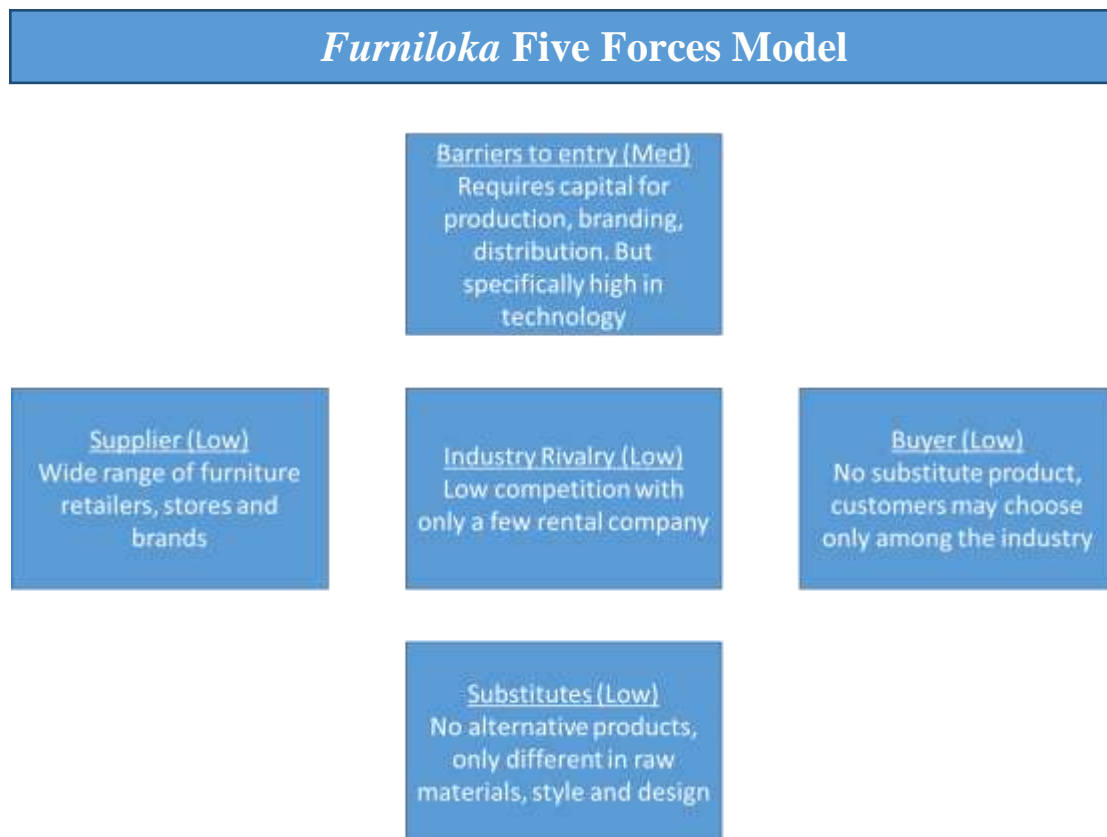 Furniloka Five Forces Model
Barriers to entry (Med)
Requires capital for
production, branding,
distribution. But
specifically high in
technology
Supplier (Low)
Wide range of furniture
retailers, stores and
brands
Industry Rivalry (Low)
Low competition with
only a few rental company
Buyer (Low)
No substitute product,
customers may choose
only among the industry
Substitutes (Low)
No alternative products,
only different in raw
materials, style and design